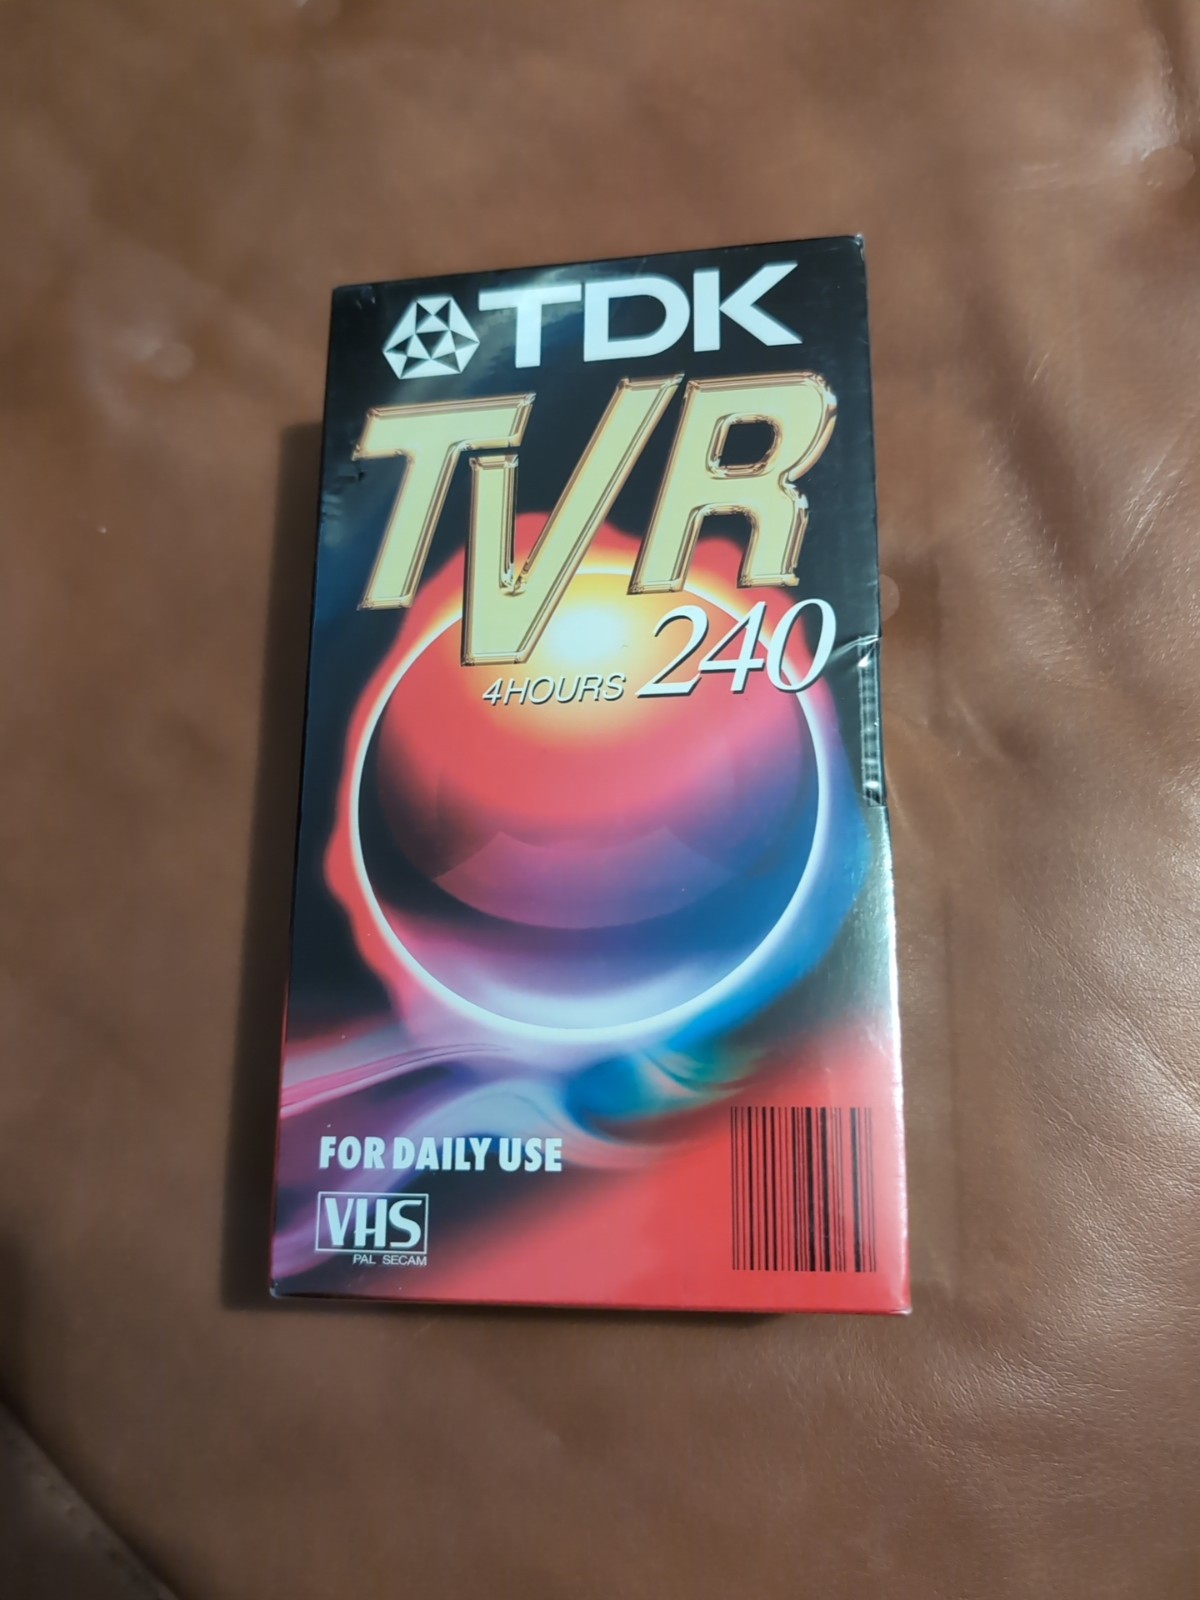 TDK
TVR
4HOURS 240
FOR DAILY USE
VHS
PAL SECAM